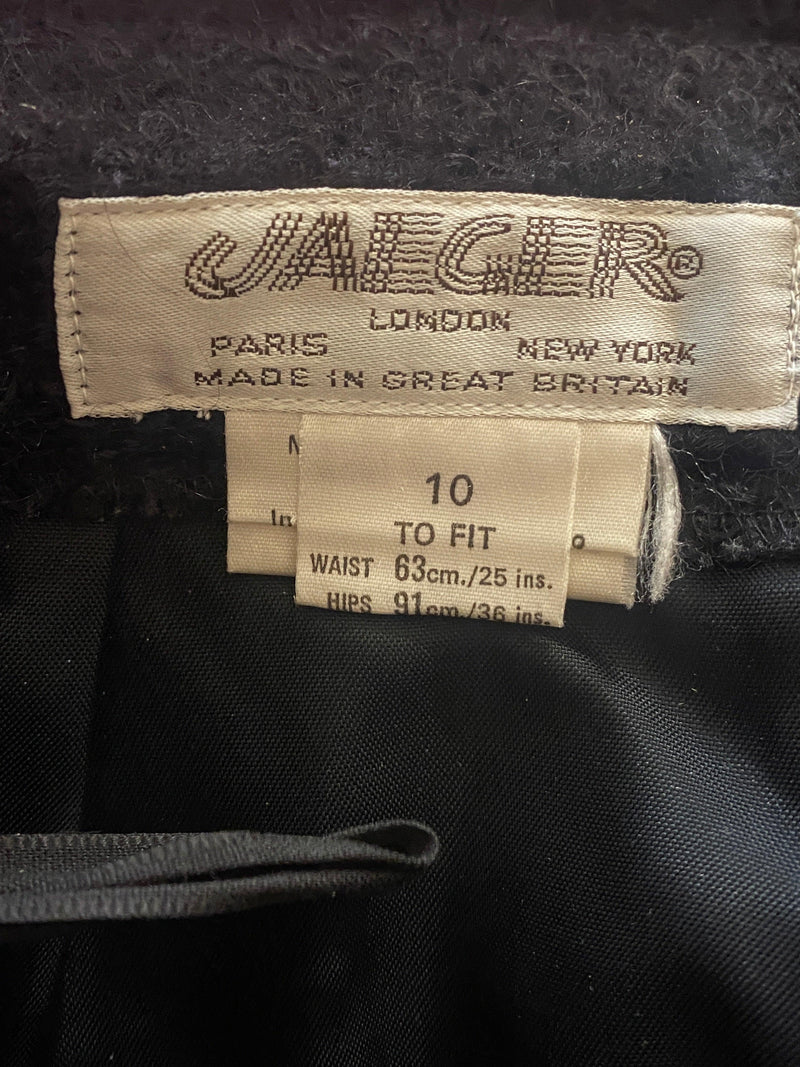 JAEGER®
LONDON
PARIS NEW YORK
MADE IN GREAT BRITAIN
10
TO FIT
WAIST 63cm./25 ins.
HIPS 91cm./36 ins.